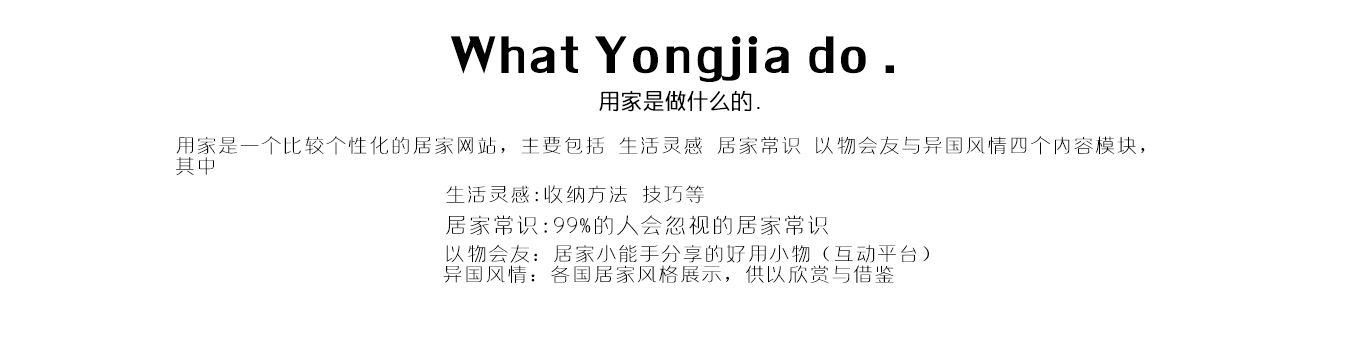 What Yongjia do .
用家是做什么的.
用家是一个比较个性化的居家网站，主要包括 生活灵感 居家常识 以物会友与异国风情四个内容模块，
其中
生活灵感:收纳方法 技巧等
居家常识:99%的人会忽视的居家常识
以物会友：居家小能手分享的好用小物（互动平台）
异国风情：各国居家风格展示，供以欣赏与借鉴